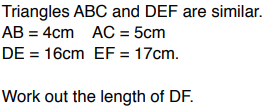 Triangles ABC and DEF are similar.
AB = 4cm AC = 5cm
DE = 16cm EF = 17cm.
Work out the length of DF.